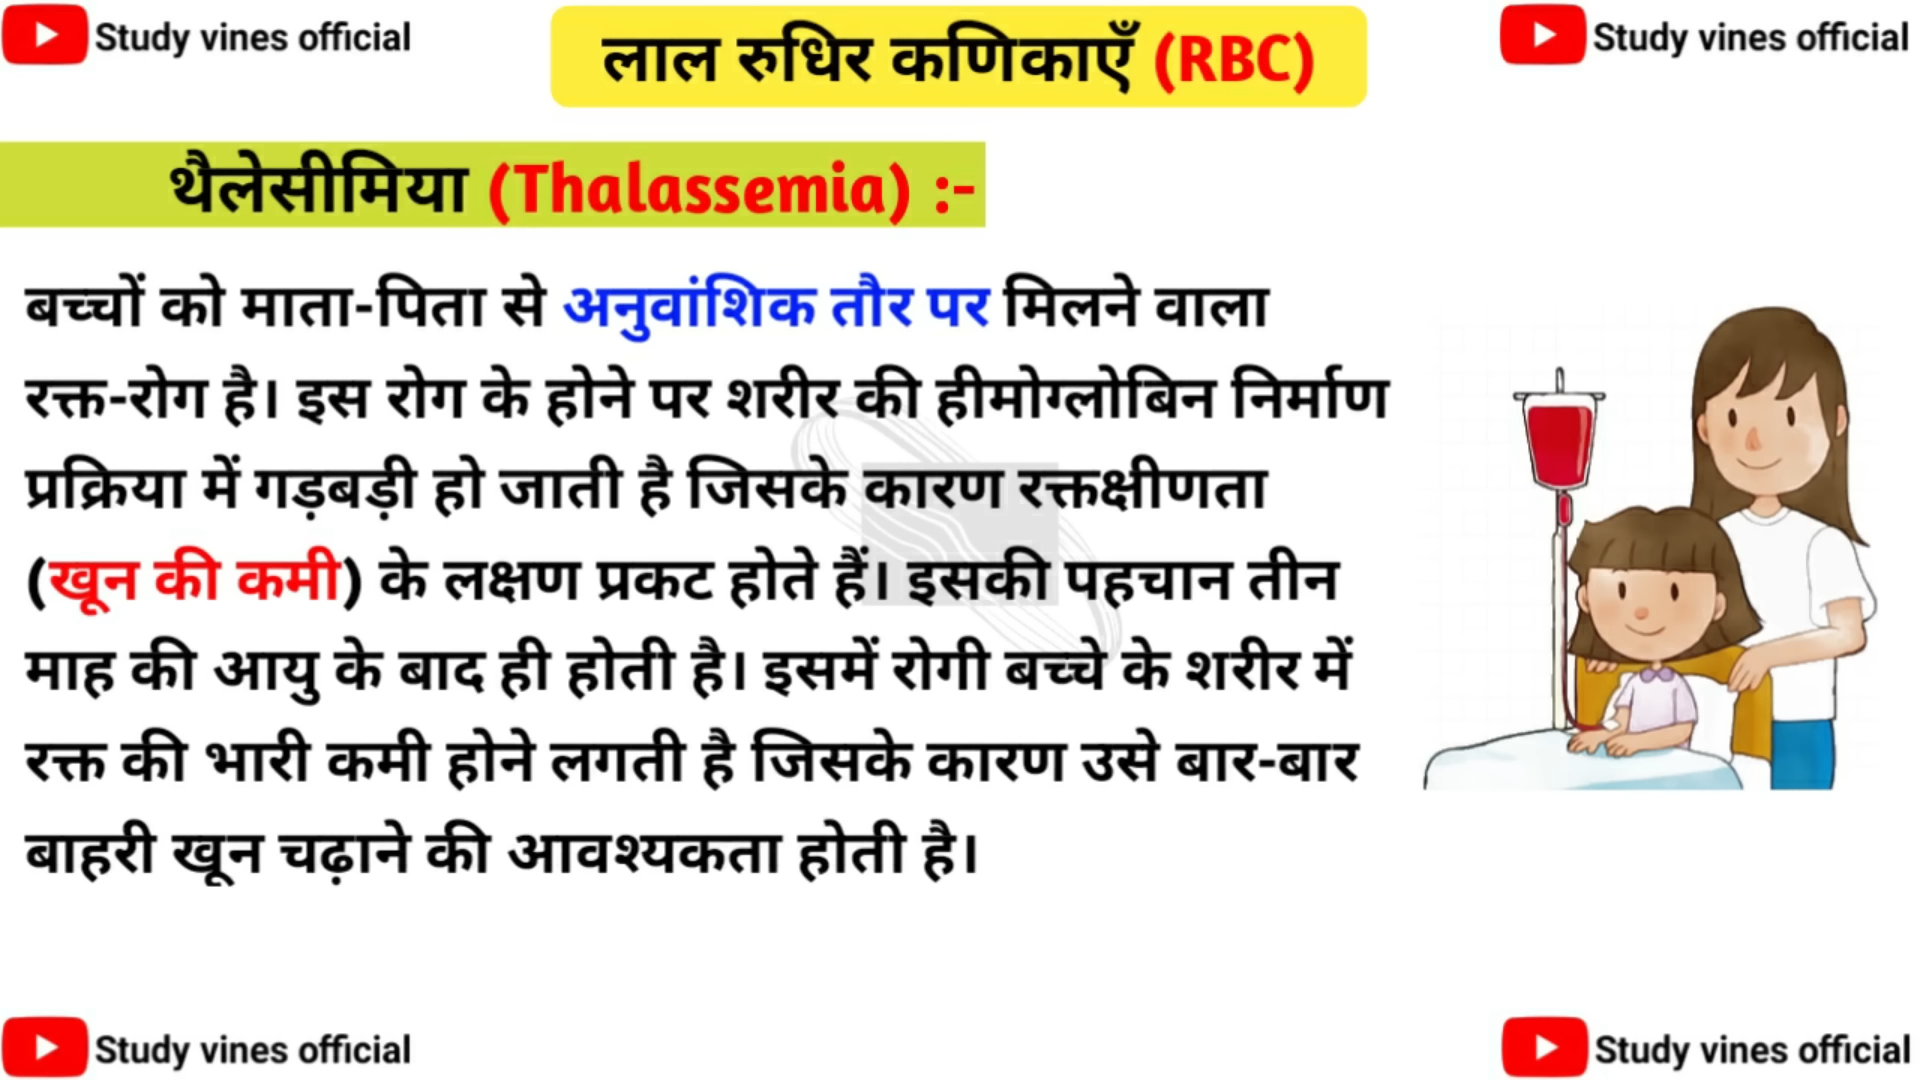 Study vines official
लाल रुधिर कणिकाएँ (RBC)
Study vines official
थैलेसीमिया (Thalassemia) :-
बच्चों को माता-पिता से अनुवांशिक तौर पर मिलने वाला
रक्त-रोग है। इस रोग के होने पर शरीर की हीमोग्लोबिन निर्माण
प्रक्रिया में गड़बड़ी हो जाती है जिसके कारण रक्तक्षीणता
(खून की कमी) के लक्षण प्रकट होते हैं। इसकी पहचान तीन
माह की आयु के बाद ही होती है। इसमें रोगी बच्चे के शरीर में
रक्त की भारी कमी होने लगती है जिसके कारण उसे बार-बार
बाहरी खून चढ़ाने की आवश्यकता होती है।
Study vines official
Study vines official